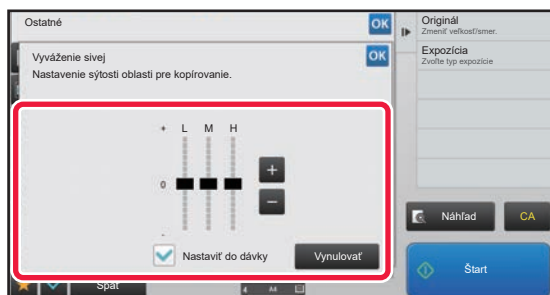 Ostatné
OK
Vyváženie sivej
OK
Nastavenie sýtosti oblasti pre kopírovanie.
+ L M H
0
-
+
−
Nastaviť do dávky
Vynulovať
Späť
A4
Originál
Zmeniť veľkosť/smer.
Expozícia
Zvoľte typ expozície
Náhľad
CA
Štart